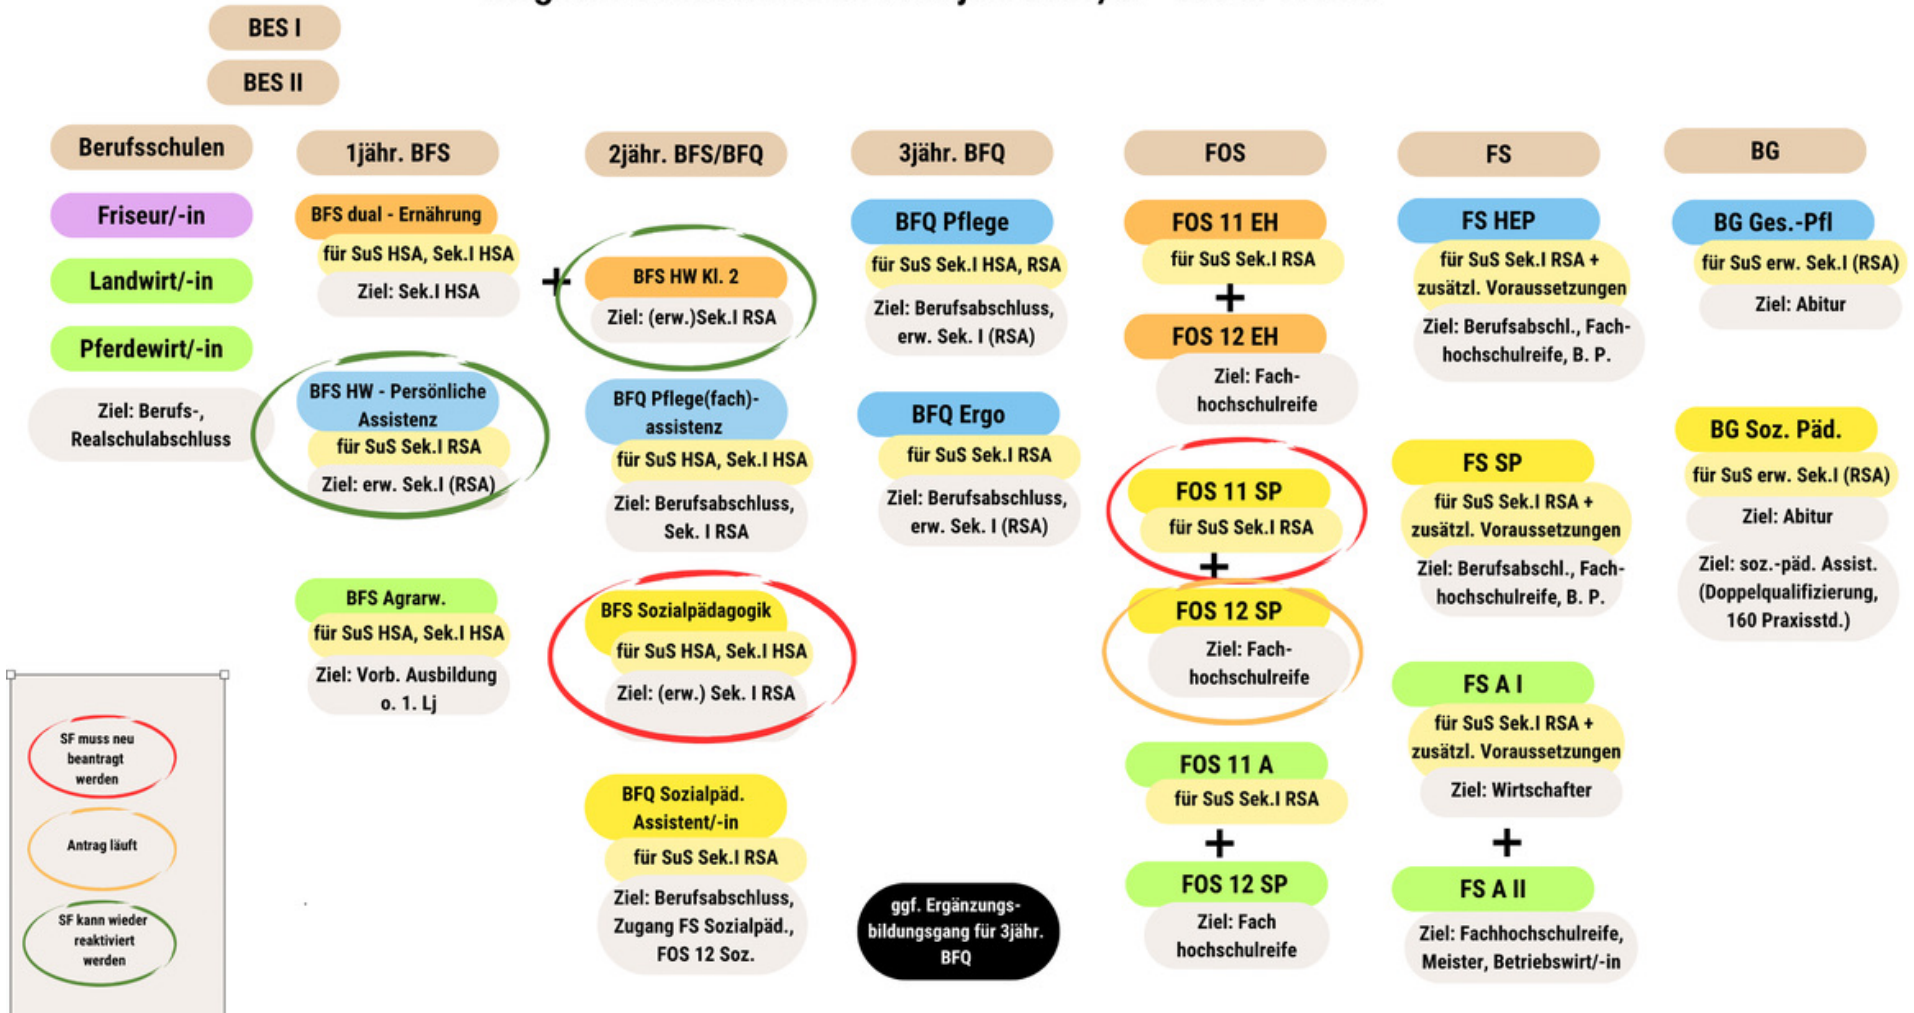 BES I
BES II
Berufsschulen
Friseur/-in
Landwirt/-in
Pferdewirt/-in
Ziel: Berufs-,
Realschulabschluss
1jähr. BFS
BFS dual - Ernährung
für SuS HSA, Sek.I HSA
Ziel: Sek.I HSA
+
BFS HW - Persönliche
Assistenz
für SuS Sek.I RSA
Ziel: erw. Sek.I (RSA)
BFS Agrarw.
für SuS HSA, Sek.I HSA
Ziel: Vorb. Ausbildung
o. 1. Lj
2jähr. BFS/BFQ
BFS HW Kl. 2
Ziel: (erw.)Sek.I RSA
BFQ Pflege(fach)-
assistenz
für SuS HSA, Sek.I HSA
Ziel: Berufsabschluss,
Sek. I RSA
BFS Sozialpädagogik
für SuS HSA, Sek.I HSA
Ziel: (erw.) Sek. I RSA
BFQ Sozialpäd.
Assistent/-in
für SuS Sek.I RSA
Ziel: Berufsabschluss,
Zugang FS Sozialpäd.,
FOS 12 Soz.
3jähr. BFQ
BFQ Pflege
für SuS Sek.I HSA, RSA
Ziel: Berufsabschluss,
erw. Sek. I (RSA)
BFQ Ergo
für SuS Sek.I RSA
Ziel: Berufsabschluss,
erw. Sek. I (RSA)
ggf. Ergänzungs-
bildungsgang für 3jähr.
BFQ
FOS
FOS 11 EH
für SuS Sek.I RSA
+
FOS 12 EH
Ziel: Fach-
hochschulreife
FOS 11 SP
für SuS Sek.I RSA
+
FOS 12 SP
Ziel: Fach-
hochschulreife
FOS 11 A
für SuS Sek.I RSA
+
FOS 12 SP
Ziel: Fach
hochschulreife
FS
FS HEP
für SuS Sek.I RSA +
zusätzl. Voraussetzungen
Ziel: Berufsabschl., Fach-
hochschulreife, B. P.
FS SP
für SuS Sek.I RSA +
zusätzl. Voraussetzungen
Ziel: Berufsabschl., Fach-
hochschulreife, B. P.
FS A I
für SuS Sek.I RSA +
zusätzl. Voraussetzungen
Ziel: Wirtschafter
+
FS A II
Ziel: Fachhochschulreife,
Meister, Betriebswirt/-in
BG
BG Ges.-Pfl
für SuS erw. Sek.I (RSA)
Ziel: Abitur
BG Soz. Päd.
für SuS erw. Sek.I (RSA)
Ziel: Abitur
Ziel: soz.-päd. Assist.
(Doppelqualifizierung,
160 Praxisstd.)
SF muss neu
beantragt
werden
Antrag läuft
SF kann wieder
reaktiviert
werden